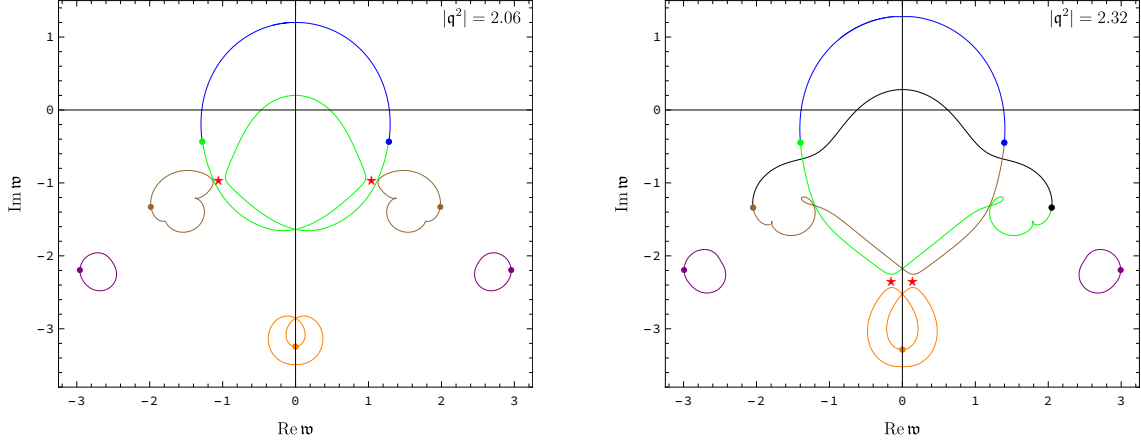 |𝔮²| = 2.06
1
0
−1
−2
−3
Im 𝔴
−3 −2 −1 0 1 2 3
Re 𝔴
|𝔮²| = 2.32
1
0
−1
−2
−3
Im 𝔴
−3 −2 −1 0 1 2 3
Re 𝔴